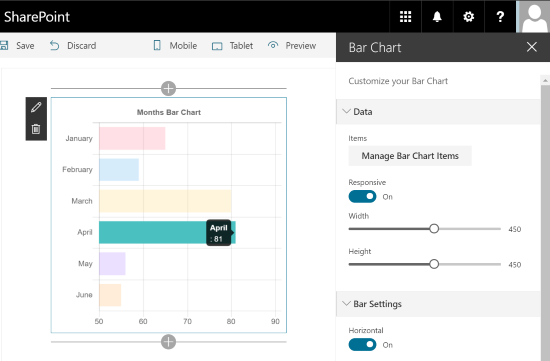 SharePoint
?
Save Discard Mobile Tablet Preview
Bar Chart
Customize your Bar Chart
Data
Items
Manage Bar Chart Items
Responsive
On
Width
450
Height
450
Bar Settings
Horizontal
On
Months Bar Chart
January
February
March
April
May
June
April
: 81
50 60 70 80 90